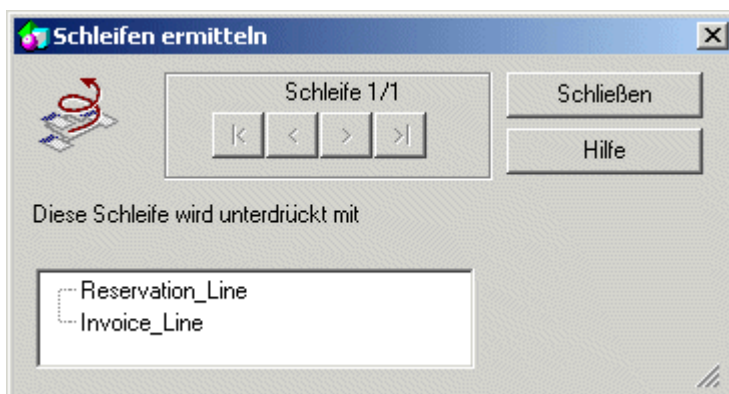 Schleifen ermitteln
Schleife 1/1
Schließen
Hilfe
Diese Schleife wird unterdrückt mit
Reservation_Line
Invoice_Line